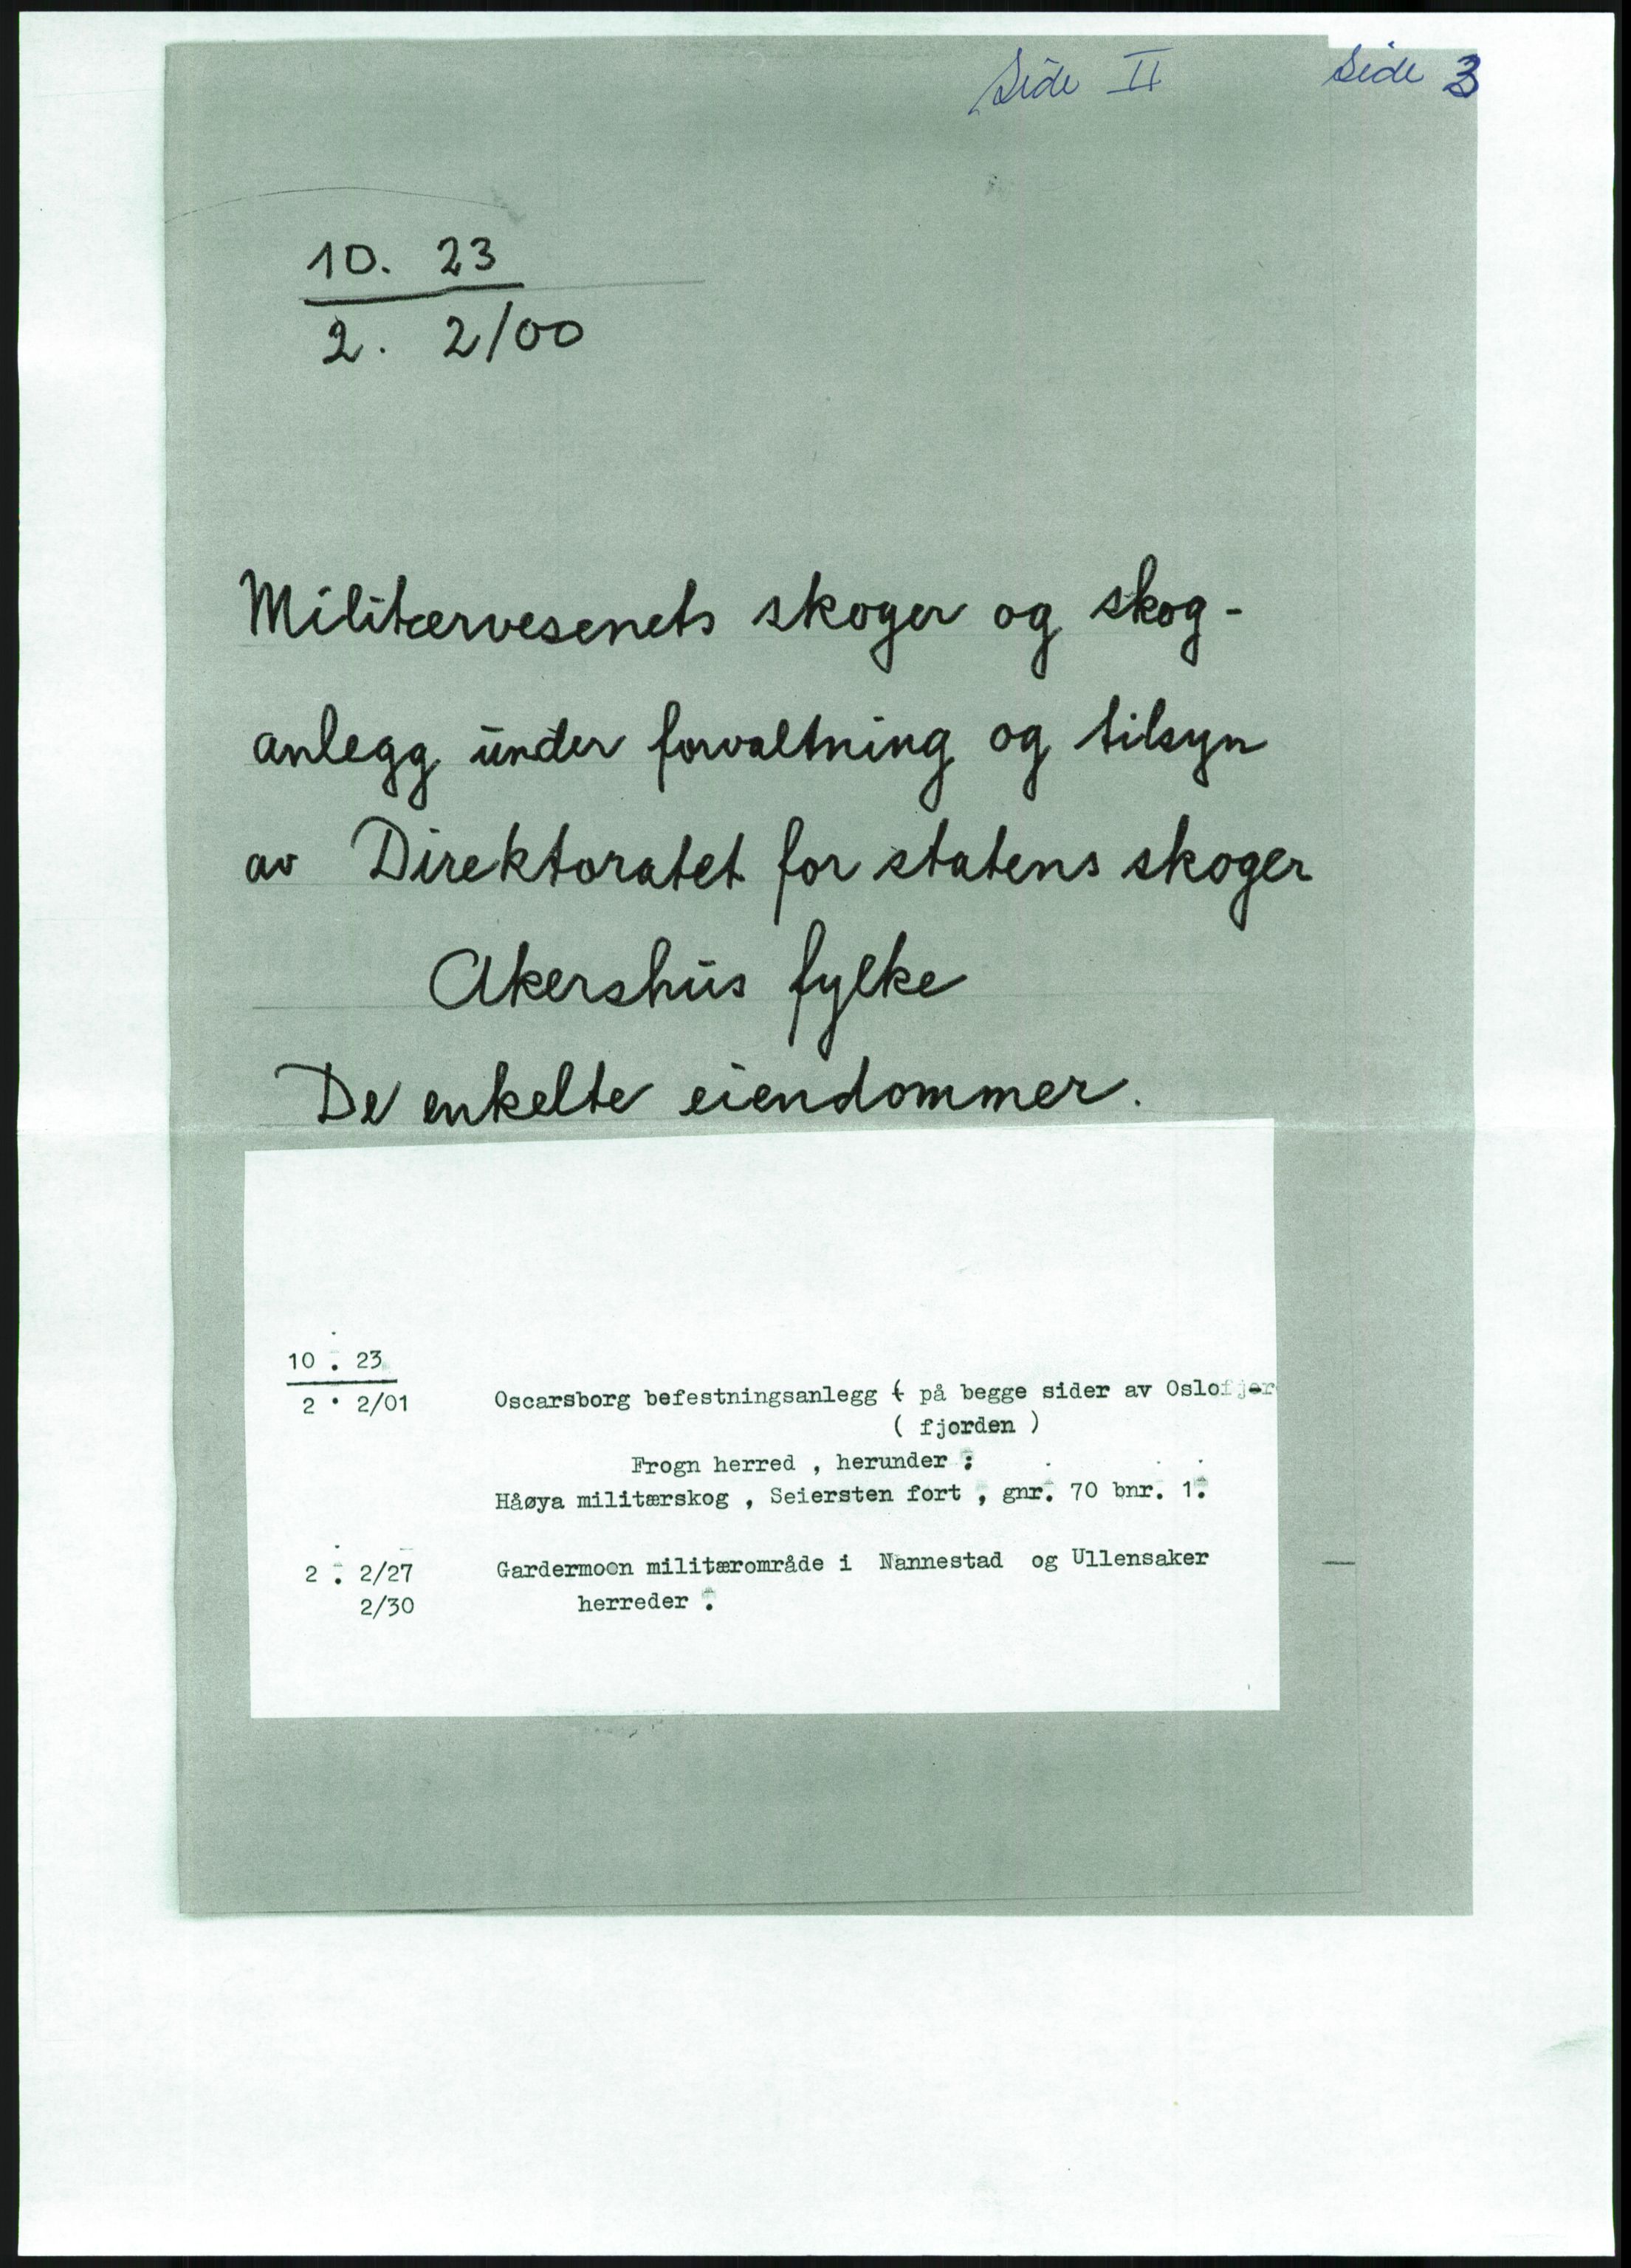 Side II Side 3
10. 23
2. 2/00
Militærvesenets skoger og skog-
anlegg under forvaltning og tilsyn
av Direktoratet for statens skoger
Akershus fylke
De enkelte eiendommer.
10 . 23
2 . 2/01 Oscarsborg befestningsanlegg ( på begge sider av Oslofjor
( fjorden )
Frogn herred , herunder :
Håøya militærskog , Seiersten fort , gnr. 70 bnr. 1.
2 . 2/27 Gardermoen militærområde i Nannestad og Ullensaker
2/30 herreder .